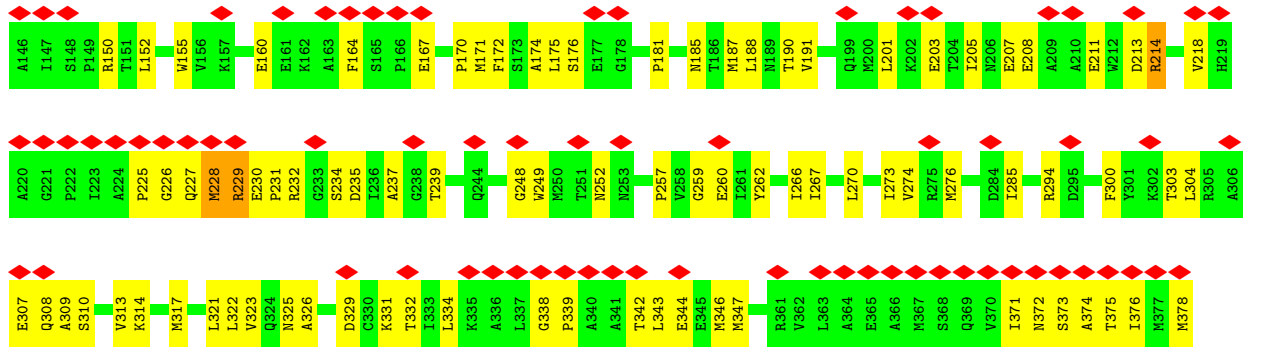 A146 I147 S148 P149 R150 T151 L152 W155 V156 K157 E160 E161 K162 A163 F164 S165 P166 E167 P170 M171 F172 S173 A174 L175 S176 E177 G178 P181 N185 T186 M187 L188 N189 T190 V191 Q199 M200 L201 K202 E203 T204 I205 N206 E207 E208 A209 A210 E211 W212 D213 R214 V218 H219
A220 G221 P222 I223 A224 P225 G226 Q227 M228 R229 E230 P231 R232 G233 S234 D235 I236 A237 G238 T239 Q244 G248 W249 M250 T251 N252 N253 P257 V258 G259 E260 I261 Y262 I266 I267 L270 I273 V274 R275 M276 D284 I285 R294 D295 F300 Y301 K302 T303 L304 R305 A306
E307 Q308 A309 S310 V313 K314 M317 L321 L322 V323 Q324 N325 A326 D329 C330 K331 T332 I333 L334 K335 A336 L337 G338 P339 A340 A341 T342 L343 E344 E345 M346 M347 R361 V362 L363 A364 E365 A366 M367 S368 Q369 V370 I371 N372 S373 A374 T375 I376 M377 M378